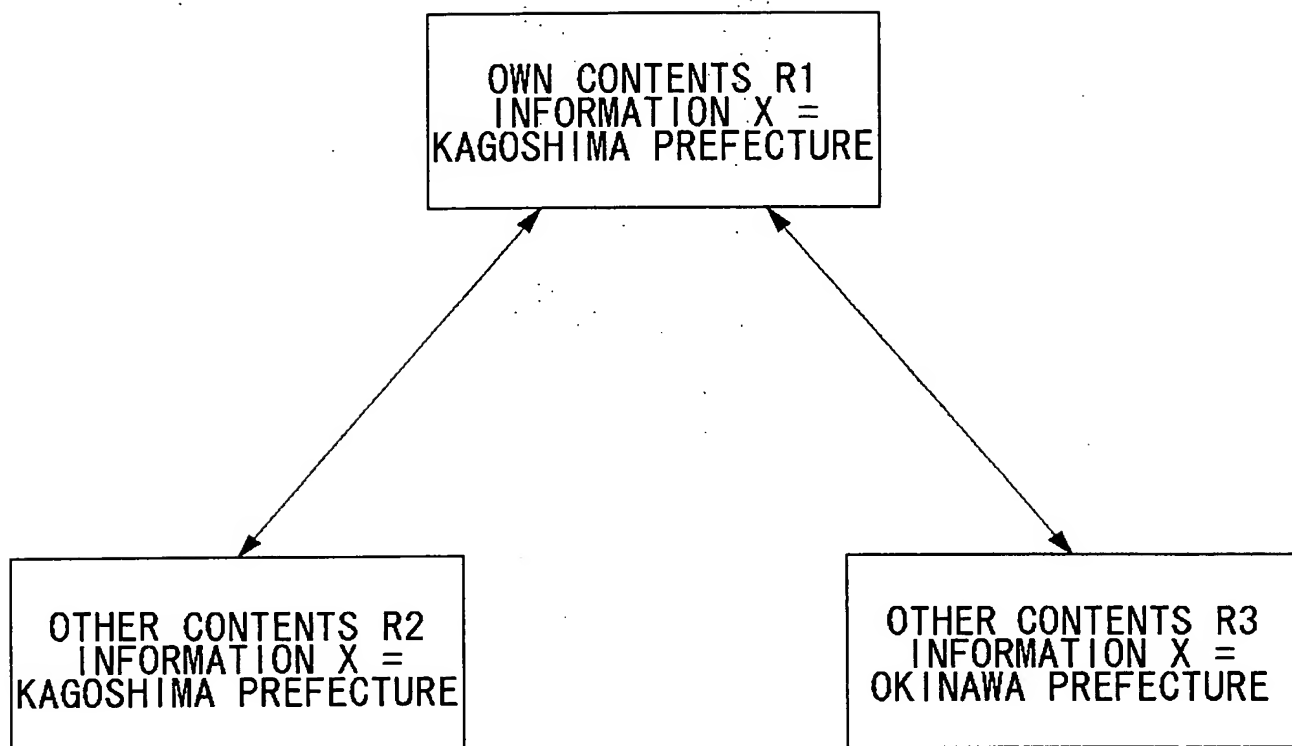 OWN CONTENTS R1
INFORMATION X =
KAGOSHIMA PREFECTURE
OTHER CONTENTS R2
INFORMATION X =
KAGOSHIMA PREFECTURE
OTHER CONTENTS R3
INFORMATION X =
OKINAWA PREFECTURE